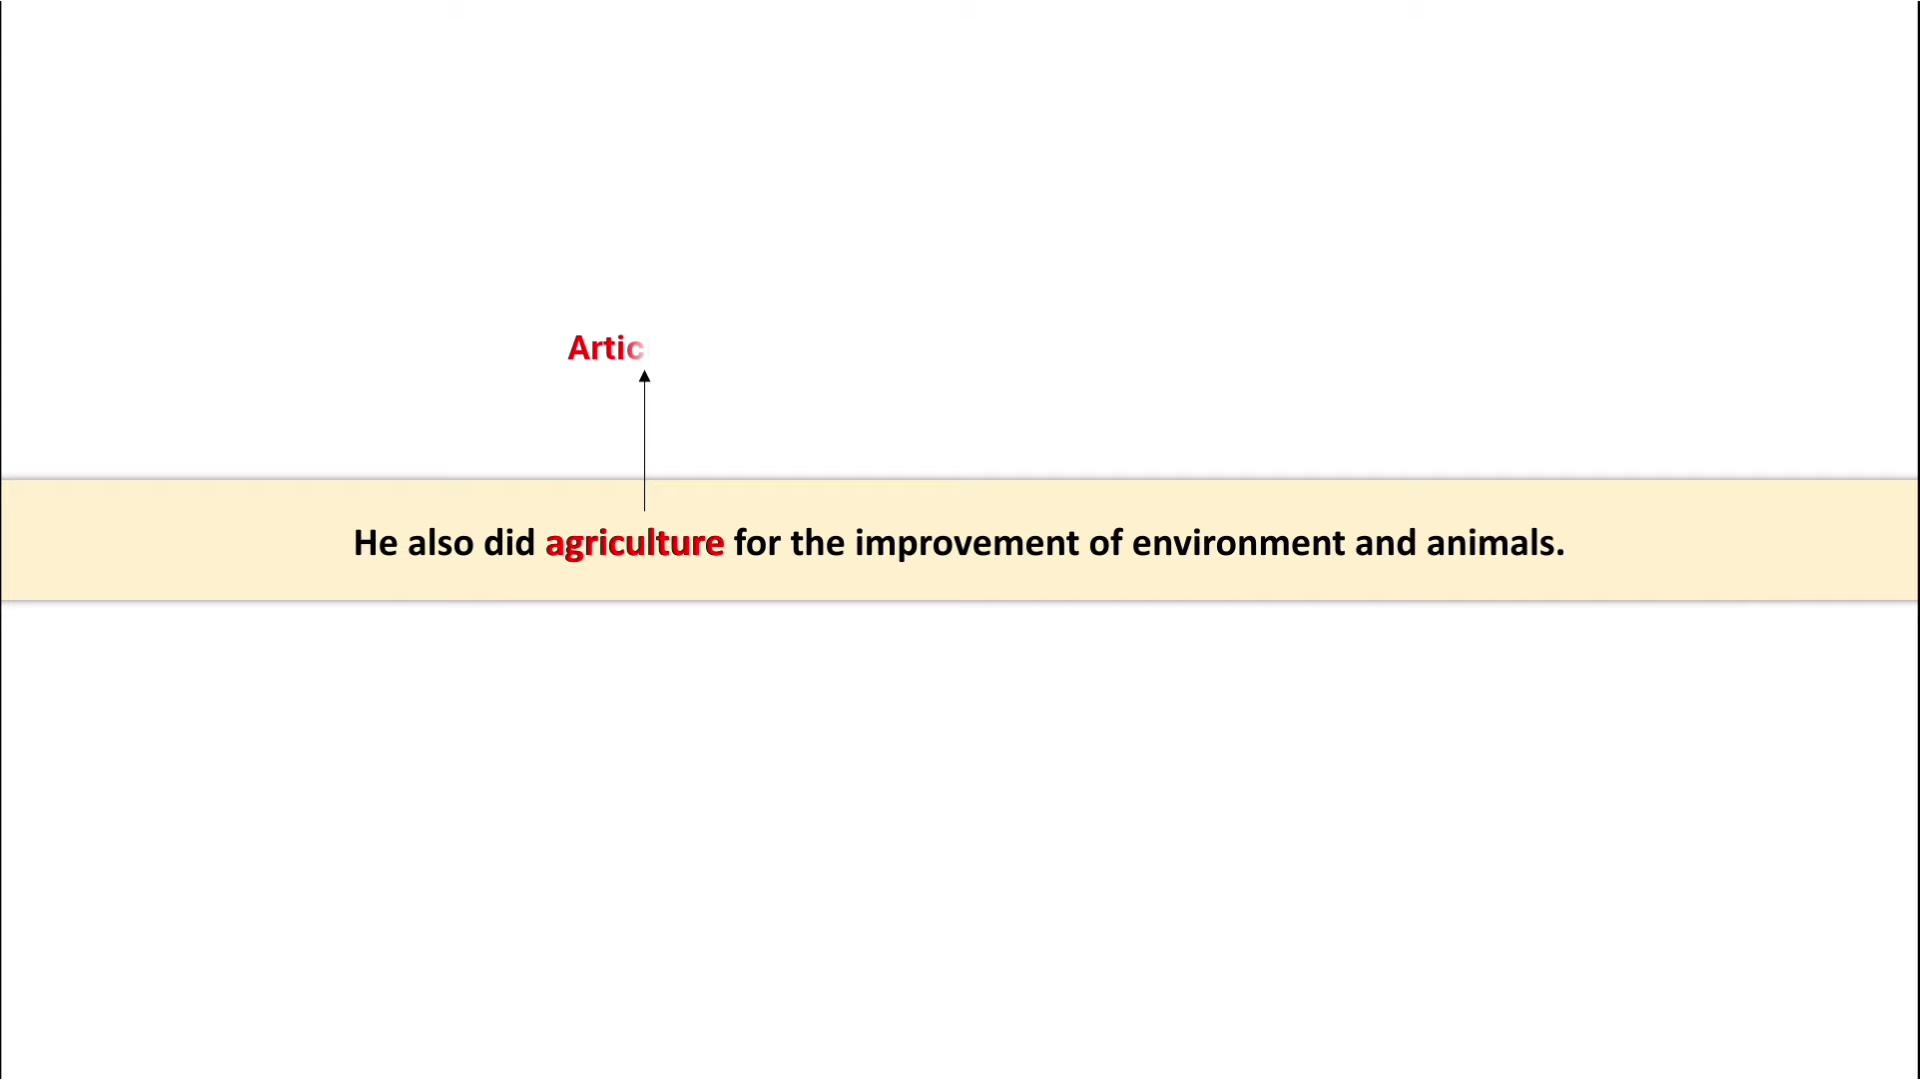 Artic
He also did agriculture for the improvement of environment and animals.